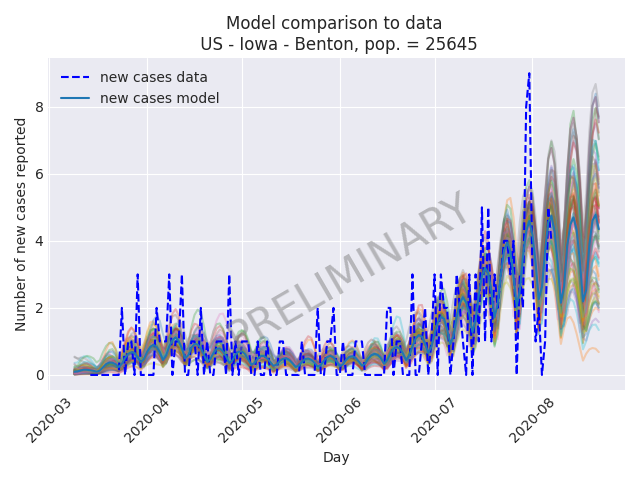 Model comparison to data
US - Iowa - Benton, pop. = 25645
new cases data
new cases model
PRELIMINARY
Number of new cases reported
8
6
4
2
0
2020-03
2020-04
2020-05
2020-06
2020-07
2020-08
Day